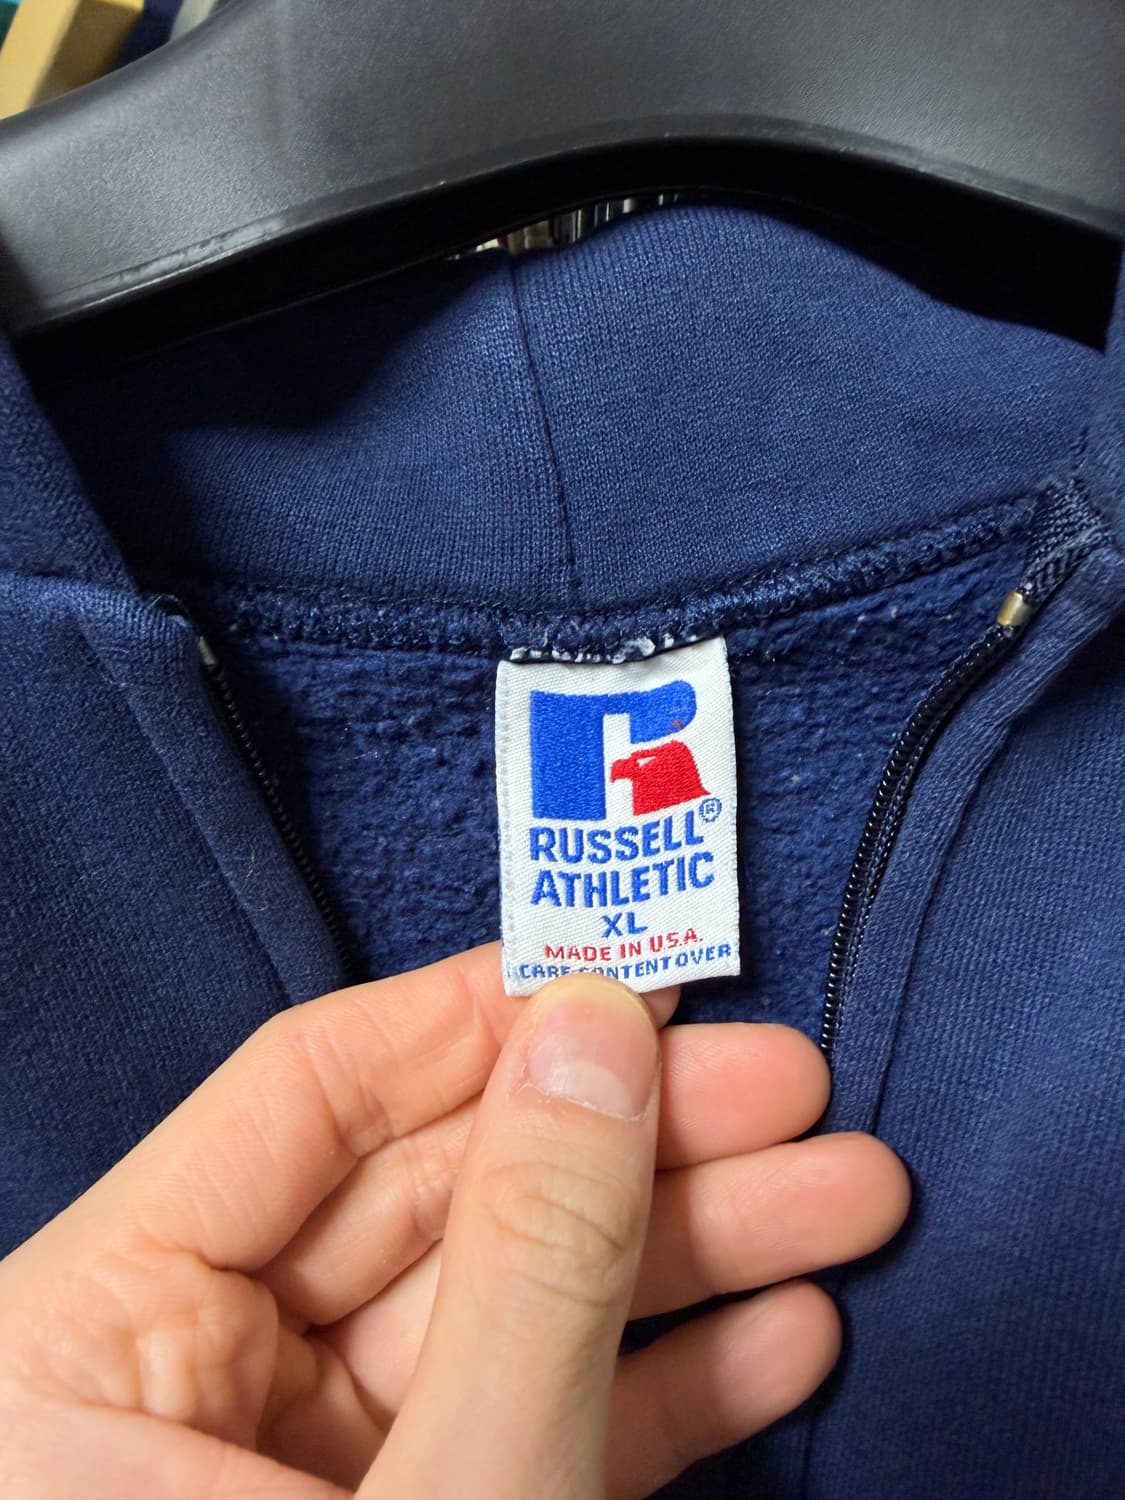 RUSSELL®
ATHLETIC
XL
MADE IN U.S.A.
CARE CONTENT OVER